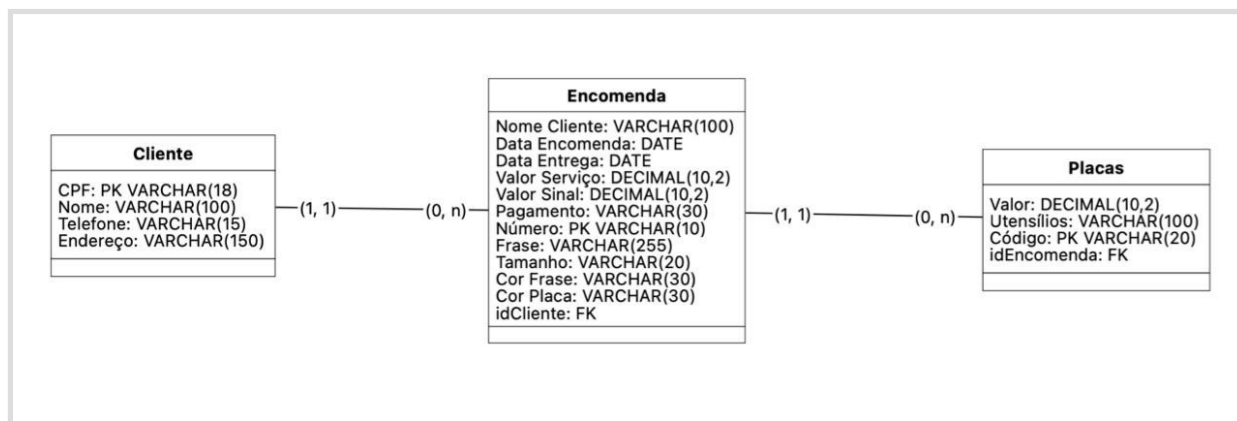 Cliente
CPF: PK VARCHAR(18)
Nome: VARCHAR(100)
Telefone: VARCHAR(15)
Endereço: VARCHAR(150)
(1, 1)
(0, n)
Encomenda
Nome Cliente: VARCHAR(100)
Data Encomenda: DATE
Data Entrega: DATE
Valor Serviço: DECIMAL(10,2)
Valor Sinal: DECIMAL(10,2)
Pagamento: VARCHAR(30)
Número: PK VARCHAR(10)
Frase: VARCHAR(255)
Tamanho: VARCHAR(20)
Cor Frase: VARCHAR(30)
Cor Placa: VARCHAR(30)
idCliente: FK
(1, 1)
(0, n)
Placas
Valor: DECIMAL(10,2)
Utensílios: VARCHAR(100)
Código: PK VARCHAR(20)
idEncomenda: FK